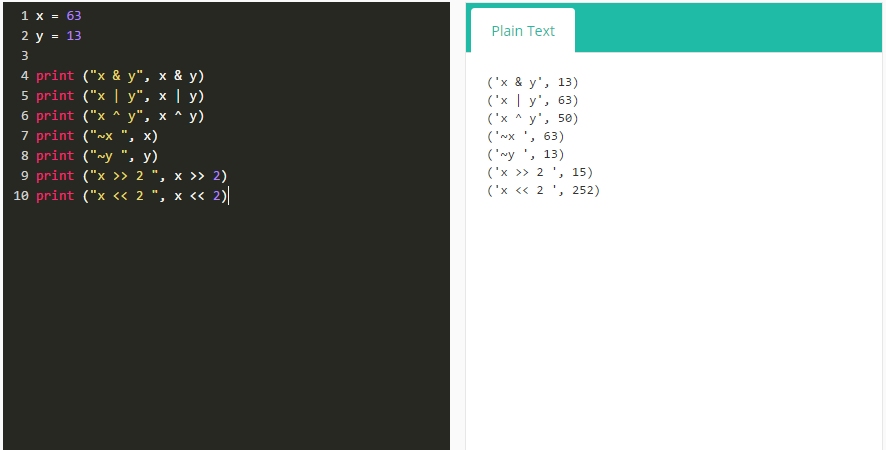 1 x = 63
2 y = 13
3
4 print ("x & y", x & y)
5 print ("x | y", x | y)
6 print ("x ^ y", x ^ y)
7 print ("~x ", x)
8 print ("~y ", y)
9 print ("x >> 2 ", x >> 2)
10 print ("x << 2 ", x << 2)
Plain Text
('x & y', 13)
('x | y', 63)
('x ^ y', 50)
('~x ', 63)
('~y ', 13)
('x >> 2 ', 15)
('x << 2 ', 252)